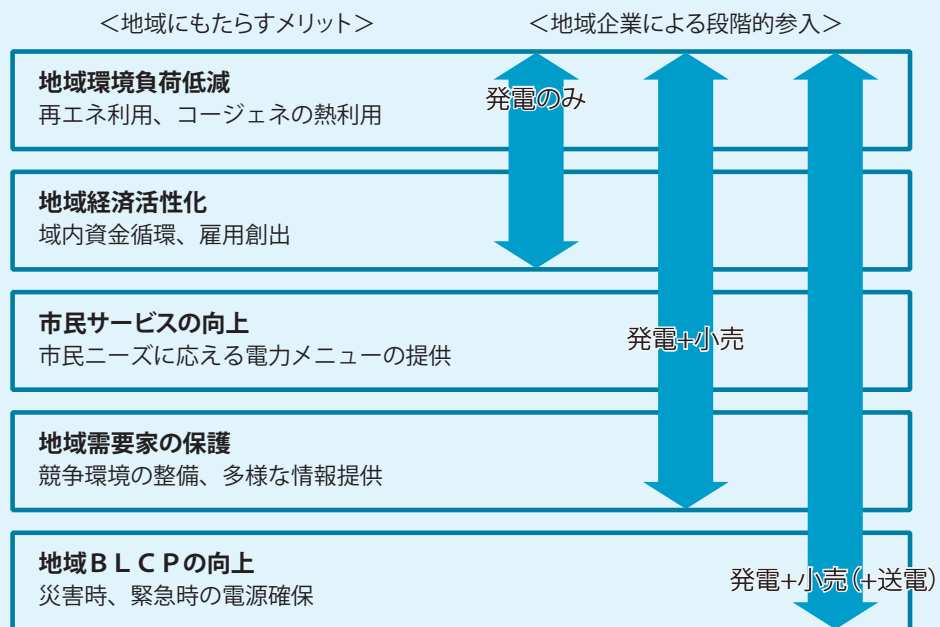 ＜地域にもたらすメリット＞
＜地域企業による段階的参入＞
地域環境負荷低減
再エネ利用、コージェネの熱利用
発電のみ
地域経済活性化
域内資金循環、雇用創出
市民サービスの向上
市民ニーズに応える電力メニューの提供
発電+小売
地域需要家の保護
競争環境の整備、多様な情報提供
地域ＢＬＣＰの向上
災害時、緊急時の電源確保
発電+小売（+送電）